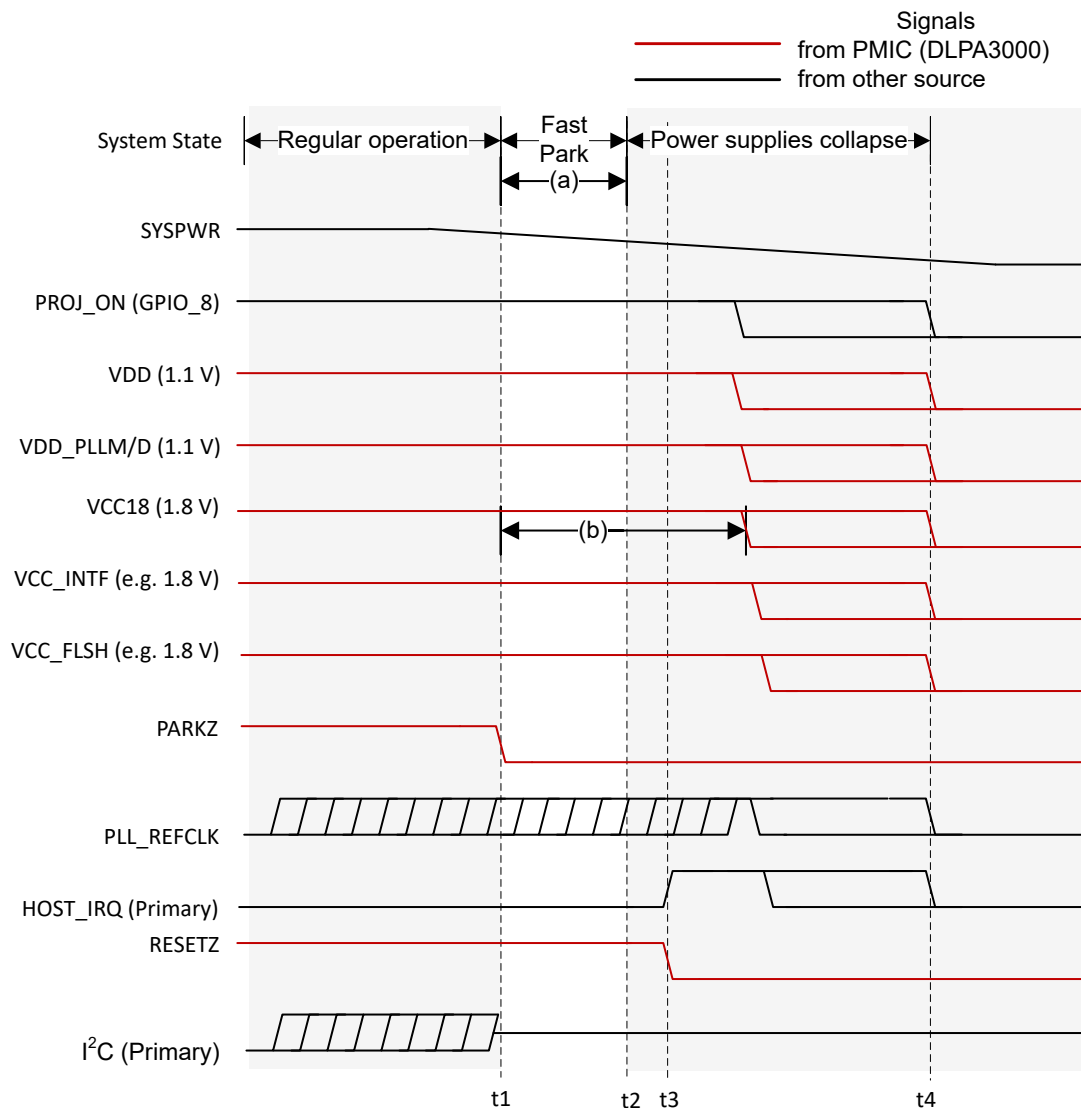 Signals
from PMIC (DLPA3000)
from other source
System State
Regular operation
Fast
Park
(a)
Power supplies collapse
SYSPWR
PROJ_ON (GPIO_8)
VDD (1.1 V)
VDD_PLLM/D (1.1 V)
VCC18 (1.8 V)
(b)
VCC_INTF (e.g. 1.8 V)
VCC_FLSH (e.g. 1.8 V)
PARKZ
PLL_REFCLK
HOST_IRQ (Primary)
RESETZ
I²C (Primary)
t1 t2 t3 t4